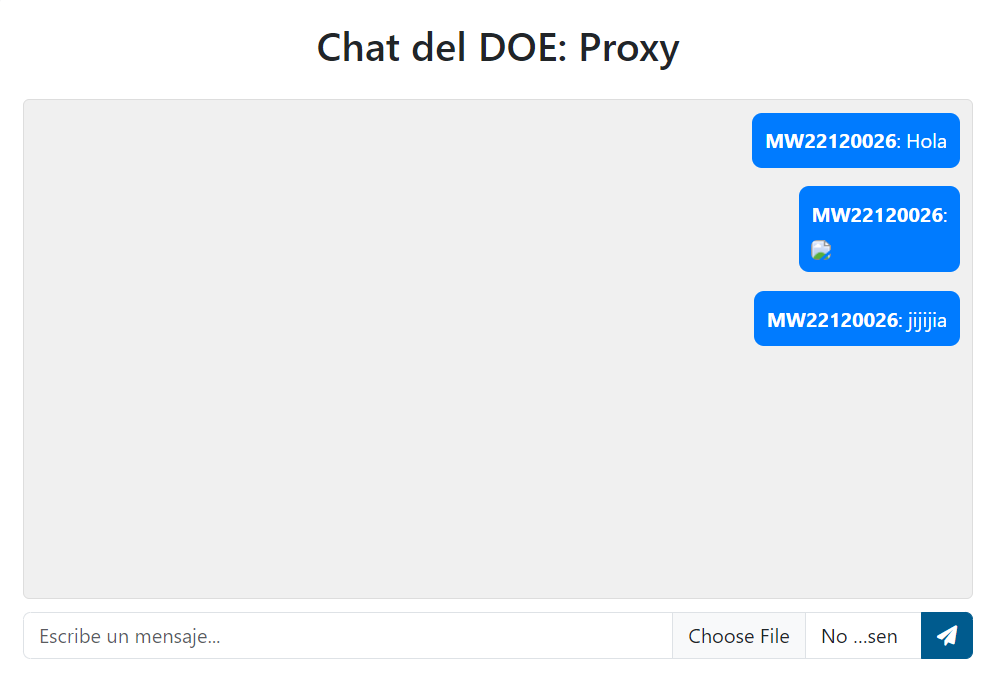 Chat del DOE: Proxy
MW22120026: Hola
MW22120026:
MW22120026: jijijia
Escribe un mensaje...
Choose File
No ...sen